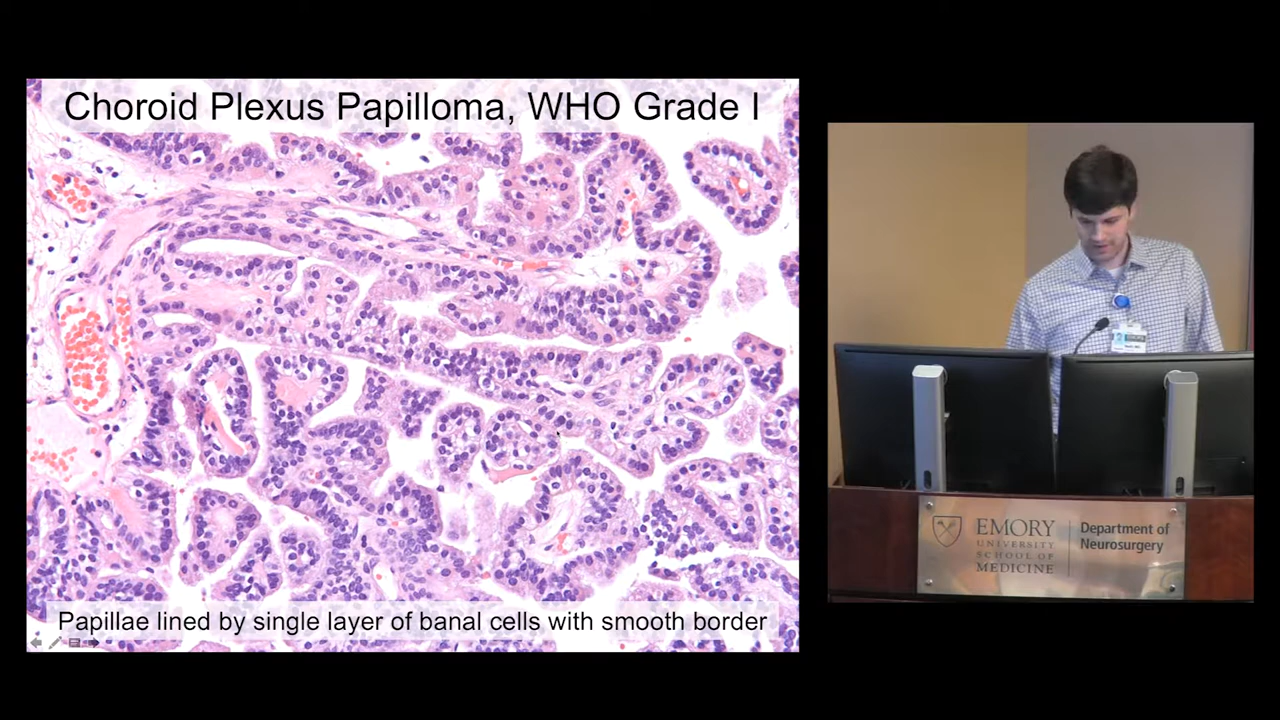 Choroid Plexus Papilloma, WHO Grade I
Papillae lined by single layer of banal cells with smooth border
EMORY
UNIVERSITY
SCHOOL OF
MEDICINE
Department of
Neurosurgery